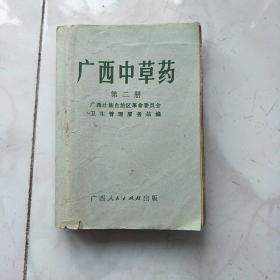 广西中草药
第二册
广西壮族自治区革命委员会
卫生管理服务站编
广西人民出版社出版